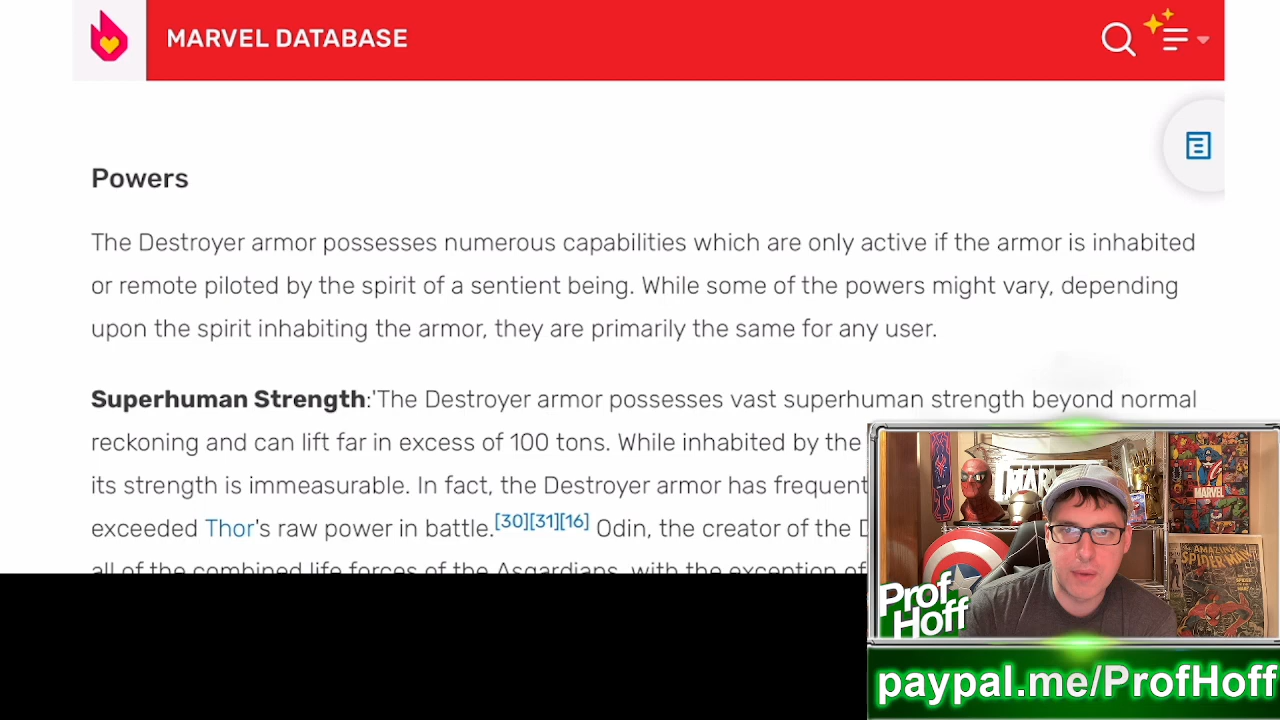 MARVEL DATABASE
Powers
The Destroyer armor possesses numerous capabilities which are only active if the armor is inhabited
or remote piloted by the spirit of a sentient being. While some of the powers might vary, depending
upon the spirit inhabiting the armor, they are primarily the same for any user.
Superhuman Strength:'The Destroyer armor possesses vast superhuman strength beyond normal
reckoning and can lift far in excess of 100 tons. While inhabited by the
its strength is immeasurable. In fact, the Destroyer armor has frequent
exceeded Thor's raw power in battle.[30][31][16] Odin, the creator of the D
all of the combined life forces of the Asgardians, with the exception of
MARVEL
AMAZING
SPIDER-MAN
Prof
Hoff
paypal.me/ProfHoff